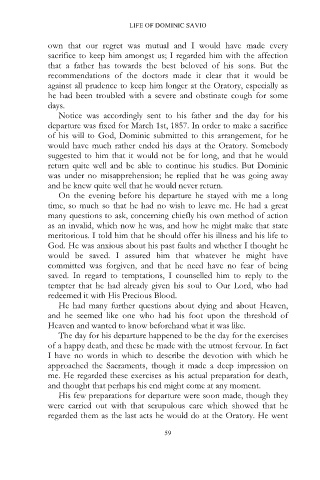 LIFE OF DOMINIC SAVIO
own that our regret was mutual and I would have made every
sacrifice to keep him amongst us; I regarded him with the affection
that a father has towards the best beloved of his sons. But the
recommendations of the doctors made it clear that it would be
against all prudence to keep him longer at the Oratory, especially as
he had been troubled with a severe and obstinate cough for some
days.
Notice was accordingly sent to his father and the day for his
departure was fixed for March 1st, 1857. In order to make a sacrifice
of his will to God, Dominic submitted to this arrangement, for he
would have much rather ended his days at the Oratory. Somebody
suggested to him that it would not be for long, and that he would
return quite well and be able to continue his studies. But Dominic
was under no misapprehension; he replied that he was going away
and he knew quite well that he would never return.
On the evening before his departure he stayed with me a long
time, so much so that he had no wish to leave me. He had a great
many questions to ask, concerning chiefly his own method of action
as an invalid, which now he was, and how he might make that state
meritorious. I told him that he should offer his illness and his life to
God. He was anxious about his past faults and whether I thought he
would be saved. I assured him that whatever he might have
committed was forgiven, and that he need have no fear of being
saved. In regard to temptations, I counselled him to reply to the
tempter that he had already given his soul to Our Lord, who had
redeemed it with His Precious Blood.
He had many further questions about dying and about Heaven,
and he seemed like one who had his foot upon the threshold of
Heaven and wanted to know beforehand what it was like.
The day for his departure happened to be the day for the exercises
of a happy death, and these he made with the utmost fervour. In fact
I have no words in which to describe the devotion with which he
approached the Sacraments, though it made a deep impression on
me. He regarded these exercises as his actual preparation for death,
and thought that perhaps his end might come at any moment.
His few preparations for departure were soon made, though they
were carried out with that scrupulous care which showed that he
regarded them as the last acts he would do at the Oratory. He went
59